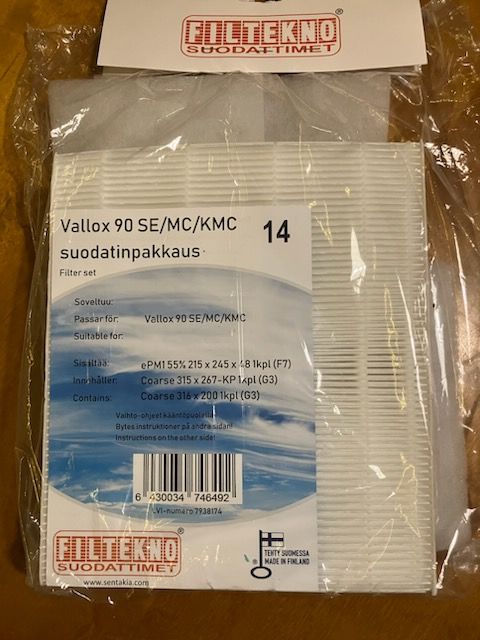 FILTEKNO®
SUODATTIMET
Vallox 90 SE/MC/KMC 14
suodatinpakkaus
Filter set
Soveltuu:
Passar för: Vallox 90 SE/MC/KMC
Suitable for:
Sisältää: ePM1 55% 215 x 245 x 48 1kpl (F7)
Innehåller: Coarse 315 x 267-KP 1kpl (G3)
Contains: Coarse 316 x 200 1kpl (G3)
Vaihto-ohjeet kääntöpuolella!
Bytes instruktioner på andra sidan!
Instructions on the other side!
6 430034 746492
LVI-numero 7938174
FILTEKNO®
SUODATTIMET
www.sentakia.com
TEHTY SUOMESSA
MADE IN FINLAND